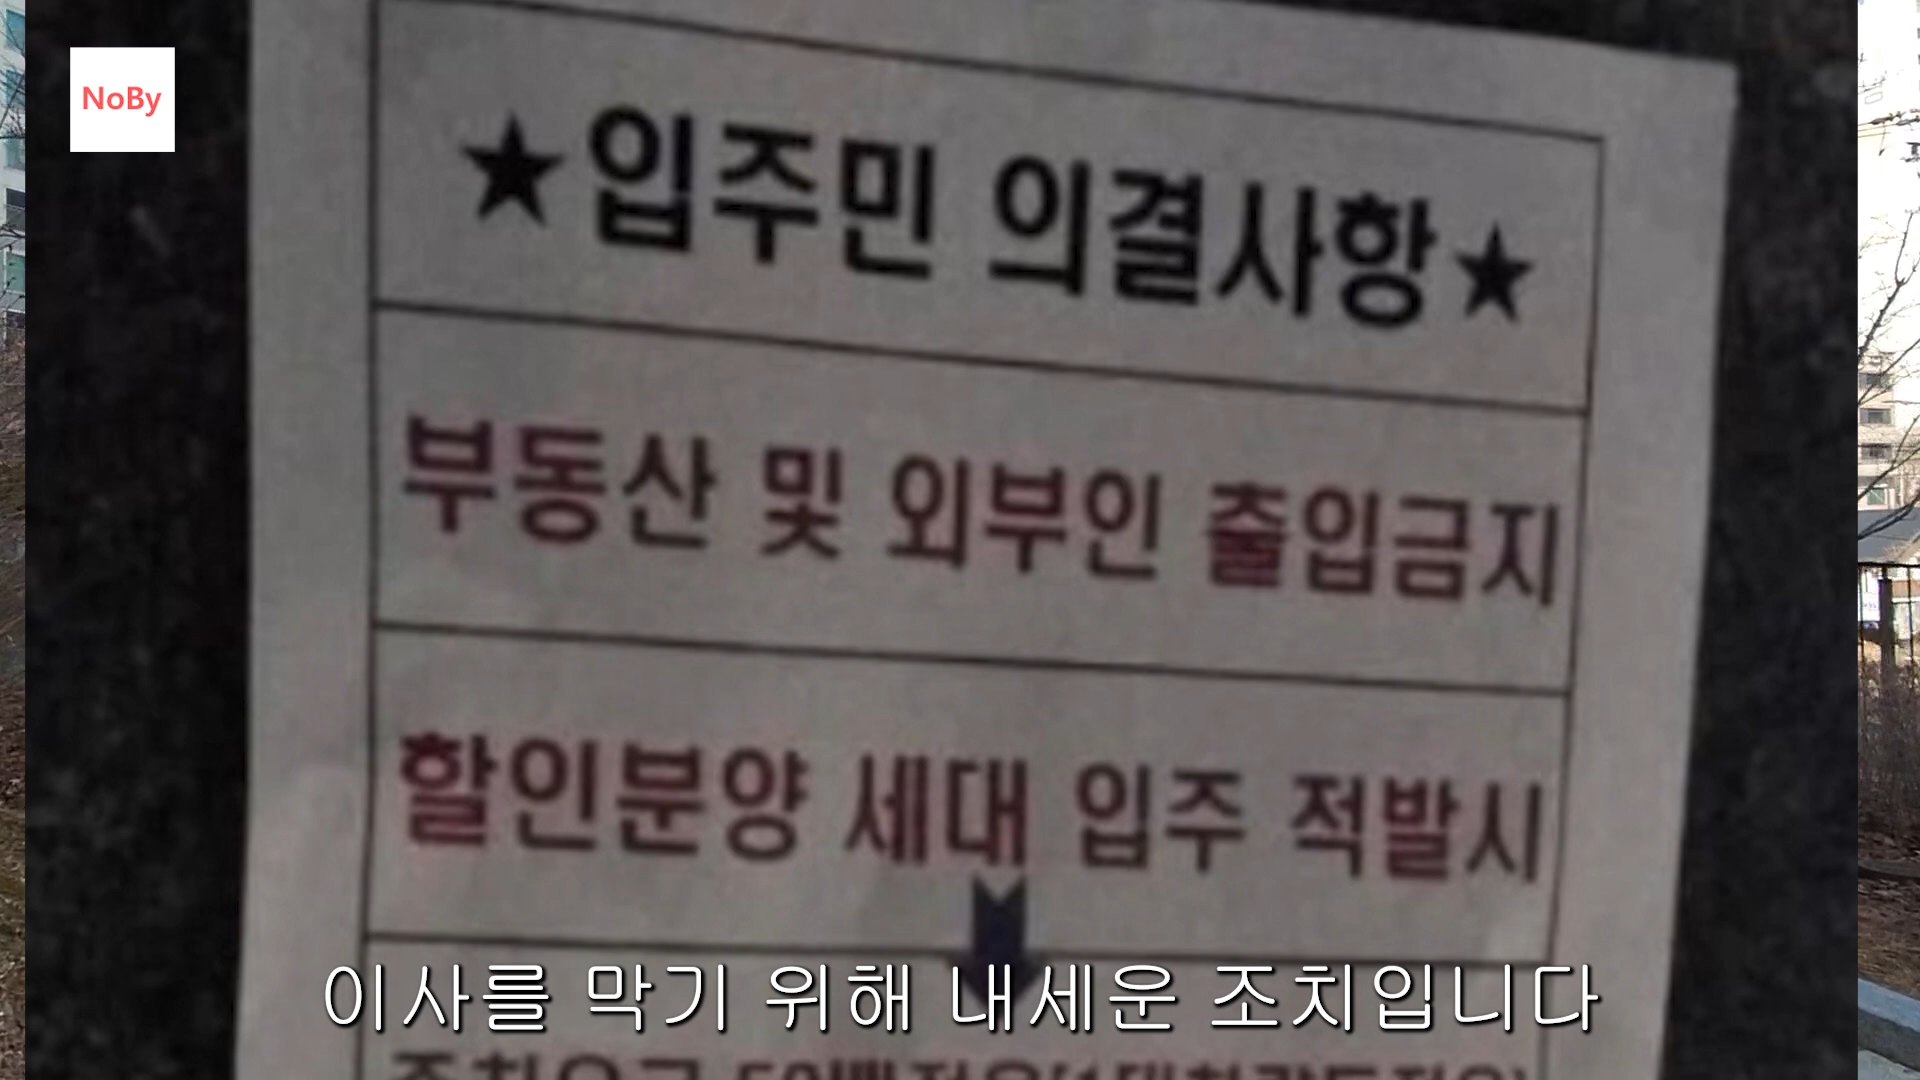 NoBy
★입주민 의결사항★
부동산 및 외부인 출입금지
할인분양 세대 입주 적발시
이사를 막기 위해 내세운 조치입니다